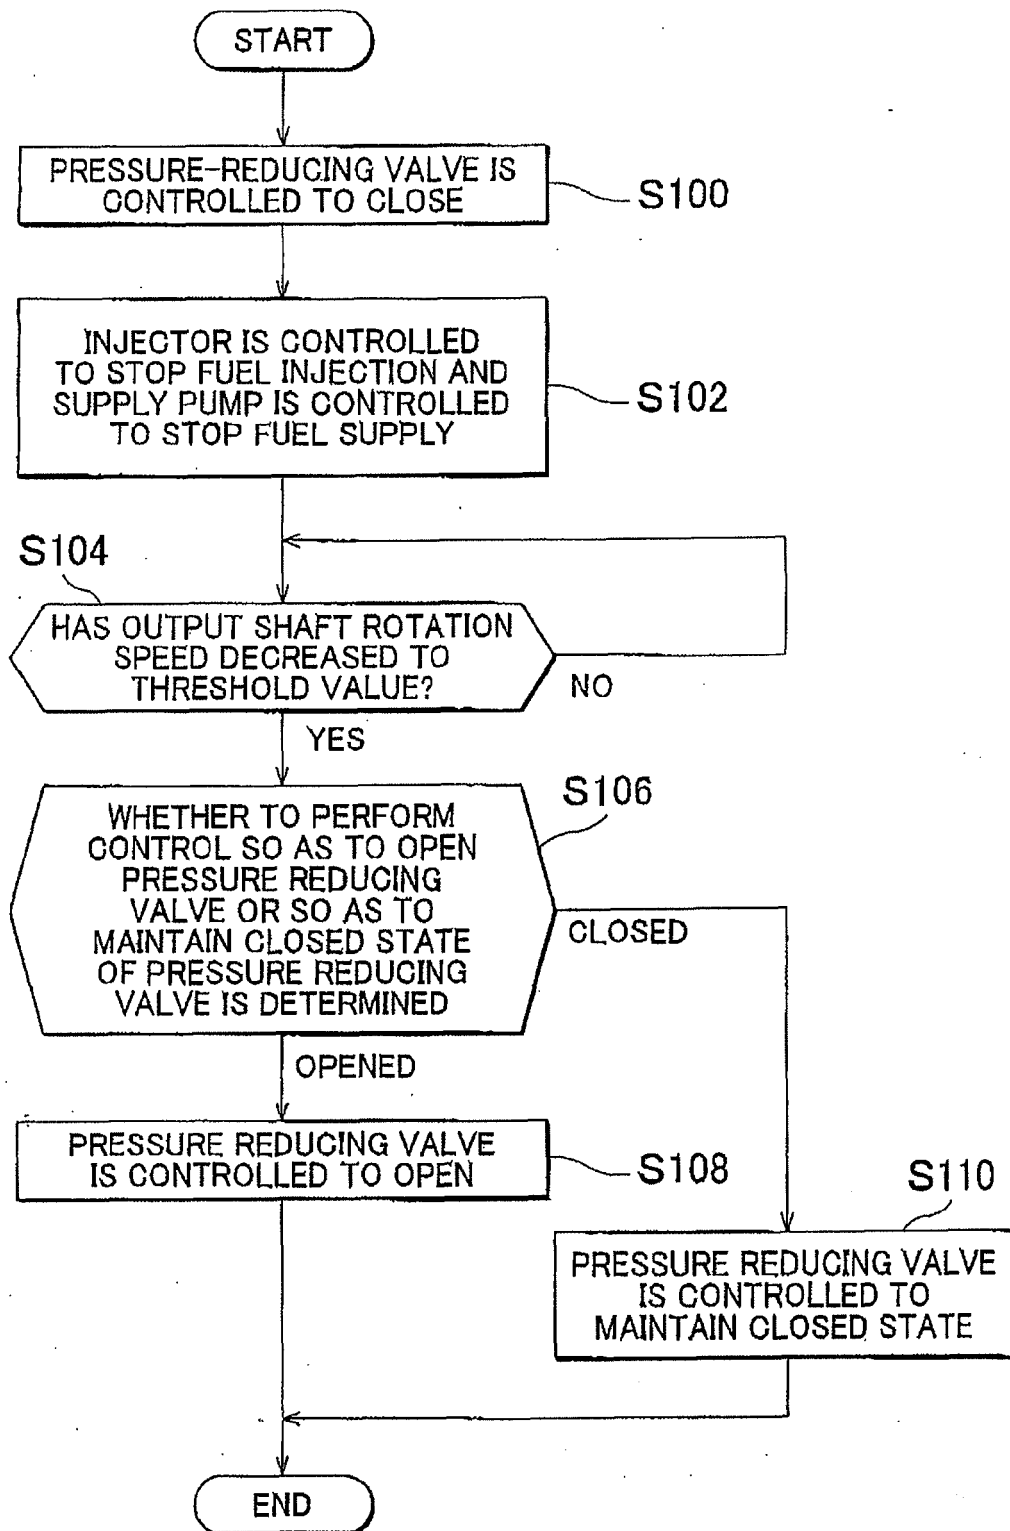 START
PRESSURE-REDUCING VALVE IS
CONTROLLED TO CLOSE
S100
INJECTOR IS CONTROLLED
TO STOP FUEL INJECTION AND
SUPPLY PUMP IS CONTROLLED
TO STOP FUEL SUPPLY
S102
S104
HAS OUTPUT SHAFT ROTATION
SPEED DECREASED TO
THRESHOLD VALUE?
NO
YES
S106
WHETHER TO PERFORM
CONTROL SO AS TO OPEN
PRESSURE REDUCING
VALVE OR SO AS TO
MAINTAIN CLOSED STATE
OF PRESSURE REDUCING
VALVE IS DETERMINED
CLOSED
OPENED
PRESSURE REDUCING VALVE
IS CONTROLLED TO OPEN
S108
S110
PRESSURE REDUCING VALVE
IS CONTROLLED TO
MAINTAIN CLOSED STATE
END